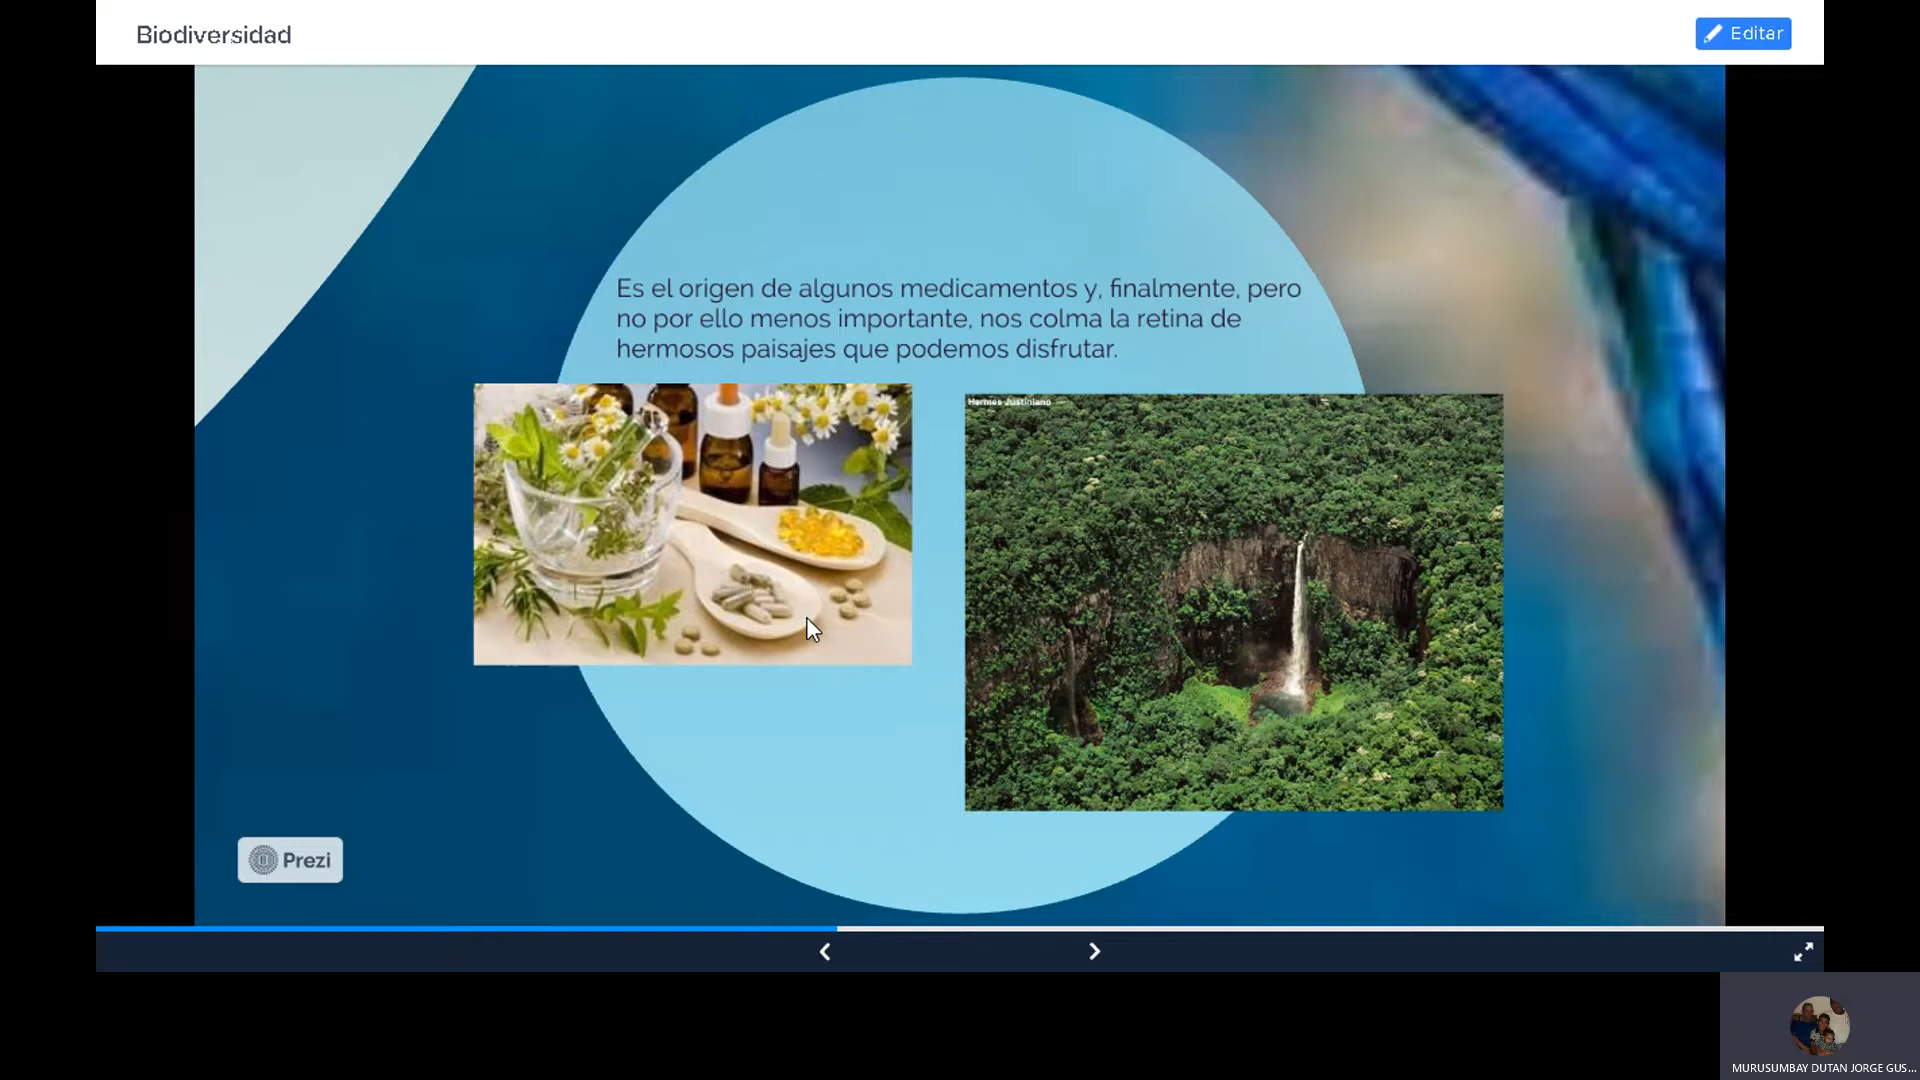 Biodiversidad
Editar
Es el origen de algunos medicamentos y, finalmente, pero
no por ello menos importante, nos colma la retina de
hermosos paisajes que podemos disfrutar.
Hermes Justiniano
Prezi
MURUSUMBAY DUTAN JORGE GUS...